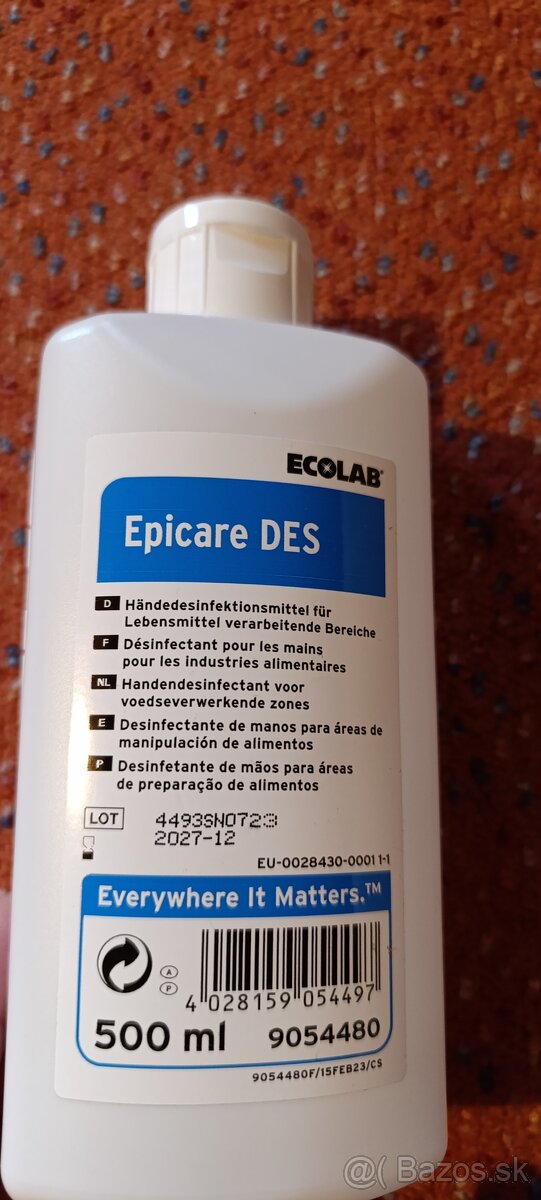 ECOLAB®
Epicare DES
D Händedesinfektionsmittel für
Lebensmittel verarbeitende Bereiche
F Désinfectant pour les mains
pour les industries alimentaires
NL Handendesinfectant voor
voedselverwerkende zones
E Desinfectante de manos para áreas de
manipulación de alimentos
P Desinfetante de mãos para áreas
de preparação de alimentos
LOT 4493SN0723
2027-12
EU-0028430-0001 1-1
Everywhere It Matters.™
A
P
4 028159 054497
500 ml 9054480
9054480F/15FEB23/CS
@( Bazos.sk